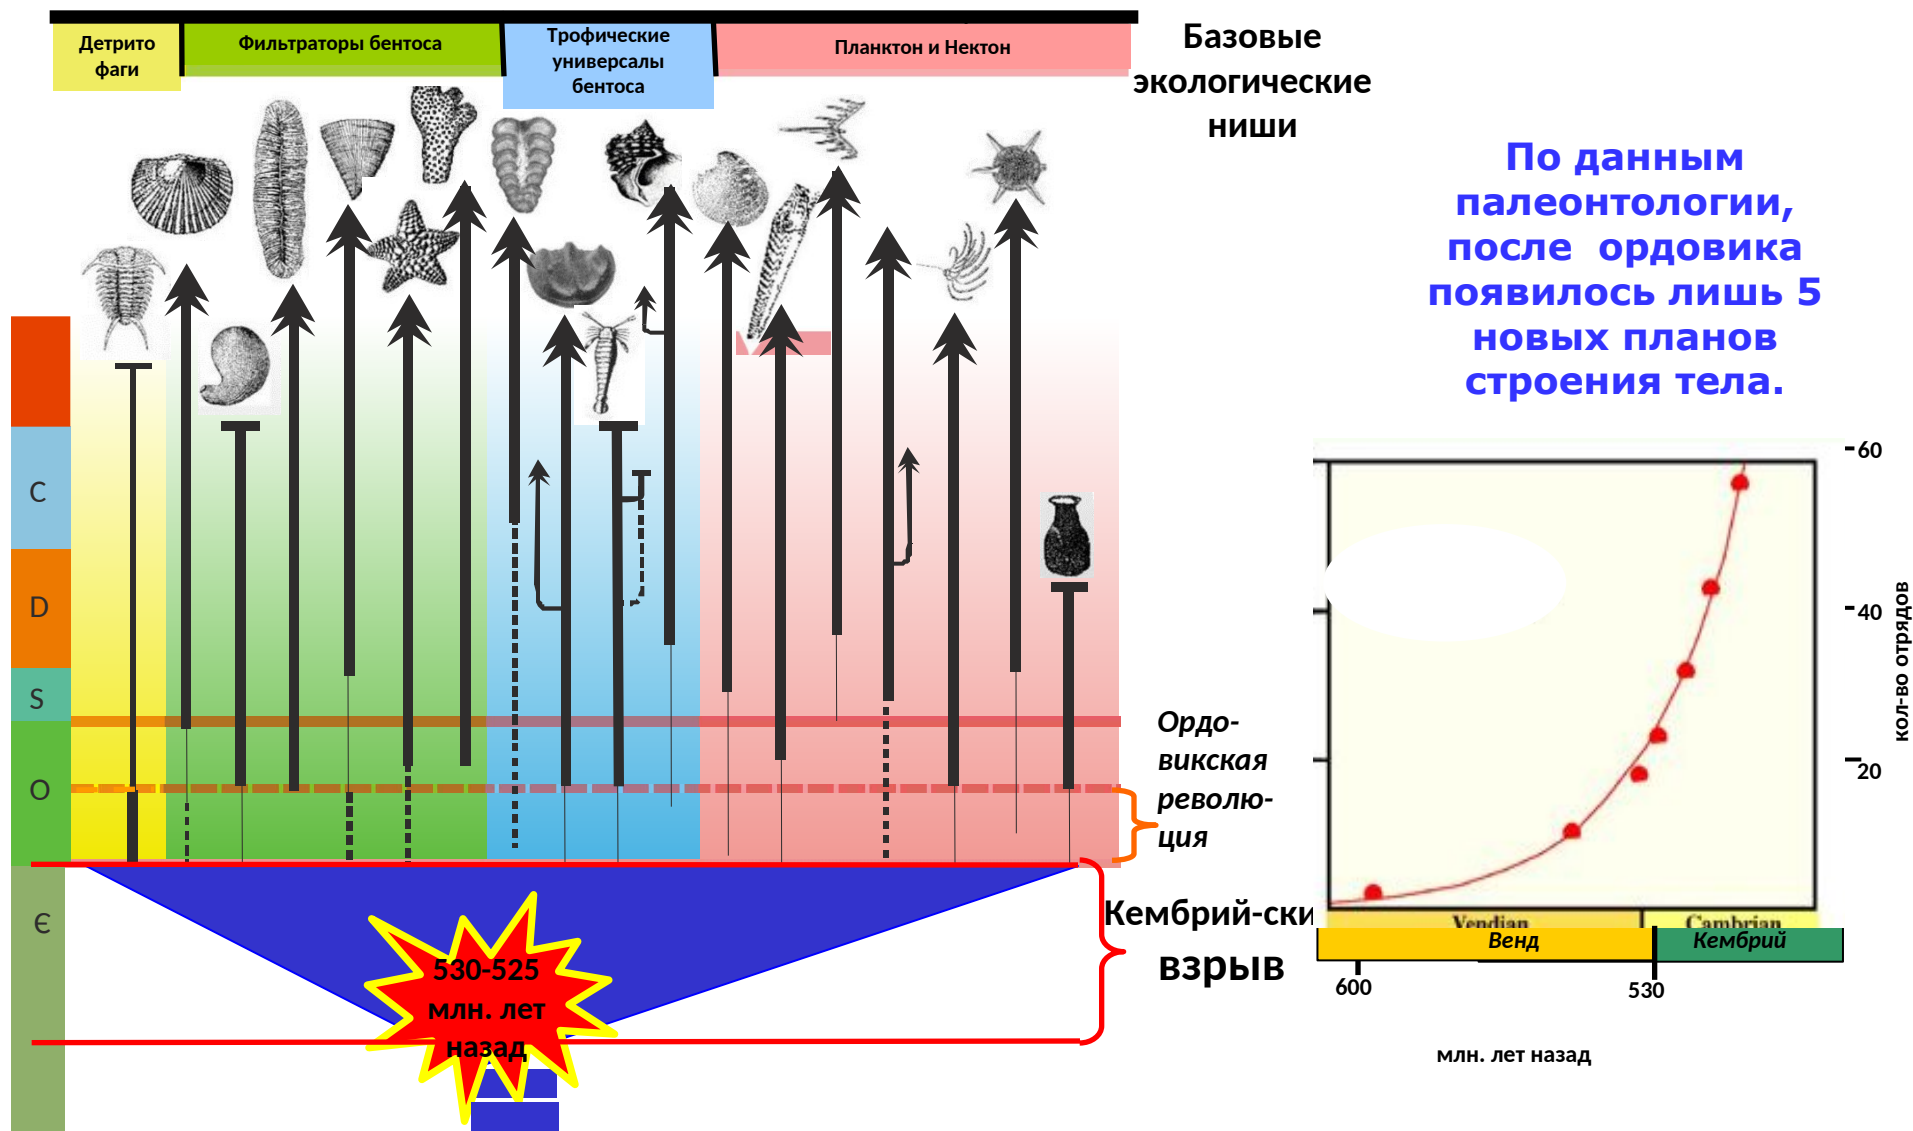 Детрито
фаги
Фильтраторы бентоса
Трофические
универсалы
бентоса
Планктон и Нектон
Базовые
экологические
ниши
По данным
палеонтологии,
после ордовика
появилось лишь 5
новых планов
строения тела.
C
D
S
O
Є
Ордо-
викская
револю-
ция
Кембрий-ски
взрыв
530-525
млн. лет
назад
60
40
20
кол-во отрядов
Vendian
Cambrian
Венд
Кембрий
600
530
млн. лет назад